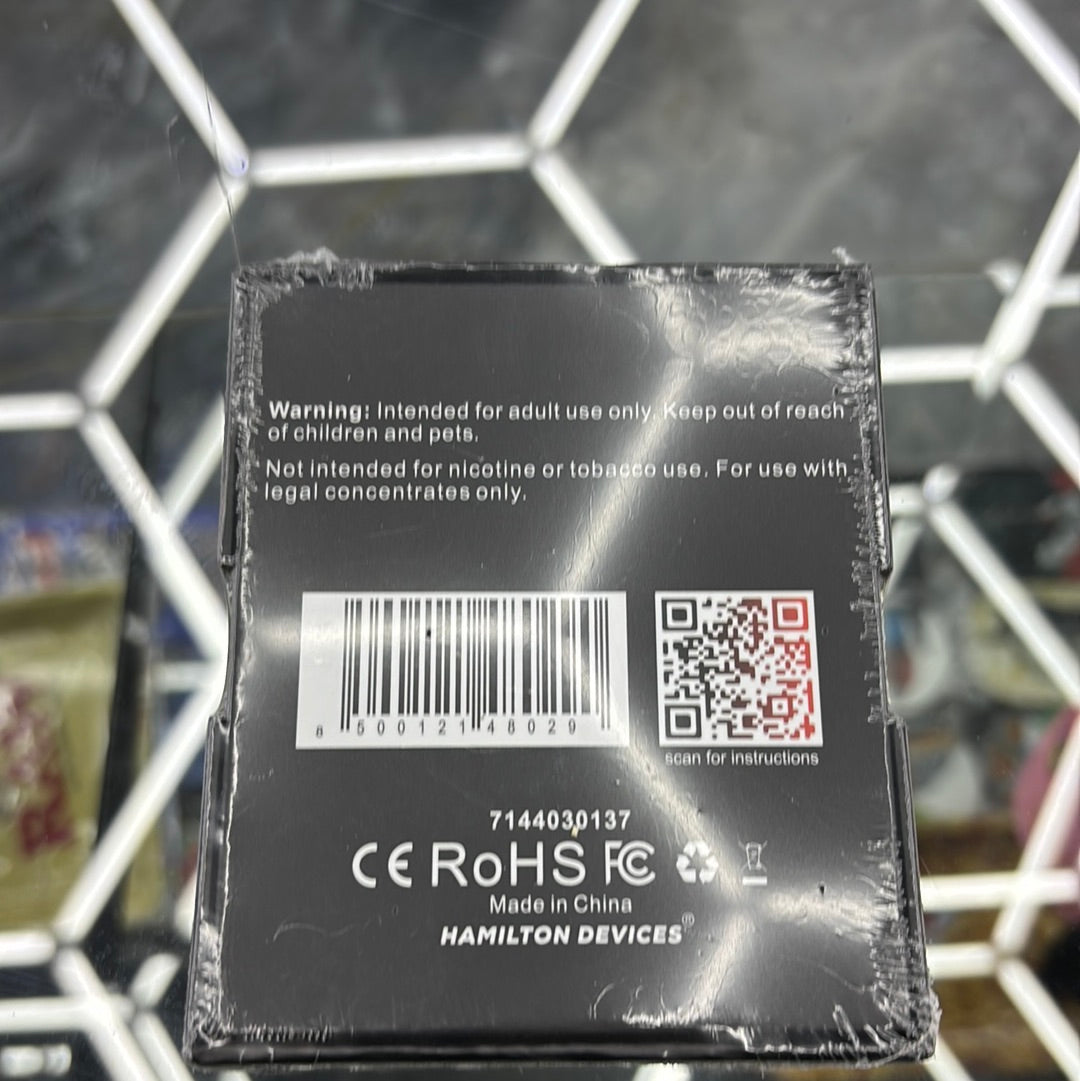 Warning: Intended for adult use only. Keep out of reach
of children and pets.
Not intended for nicotine or tobacco use. For use with
legal concentrates only.
8 50012148029
scan for instructions
7144030137
CE RoHS FC
Made in China
HAMILTON DEVICES®